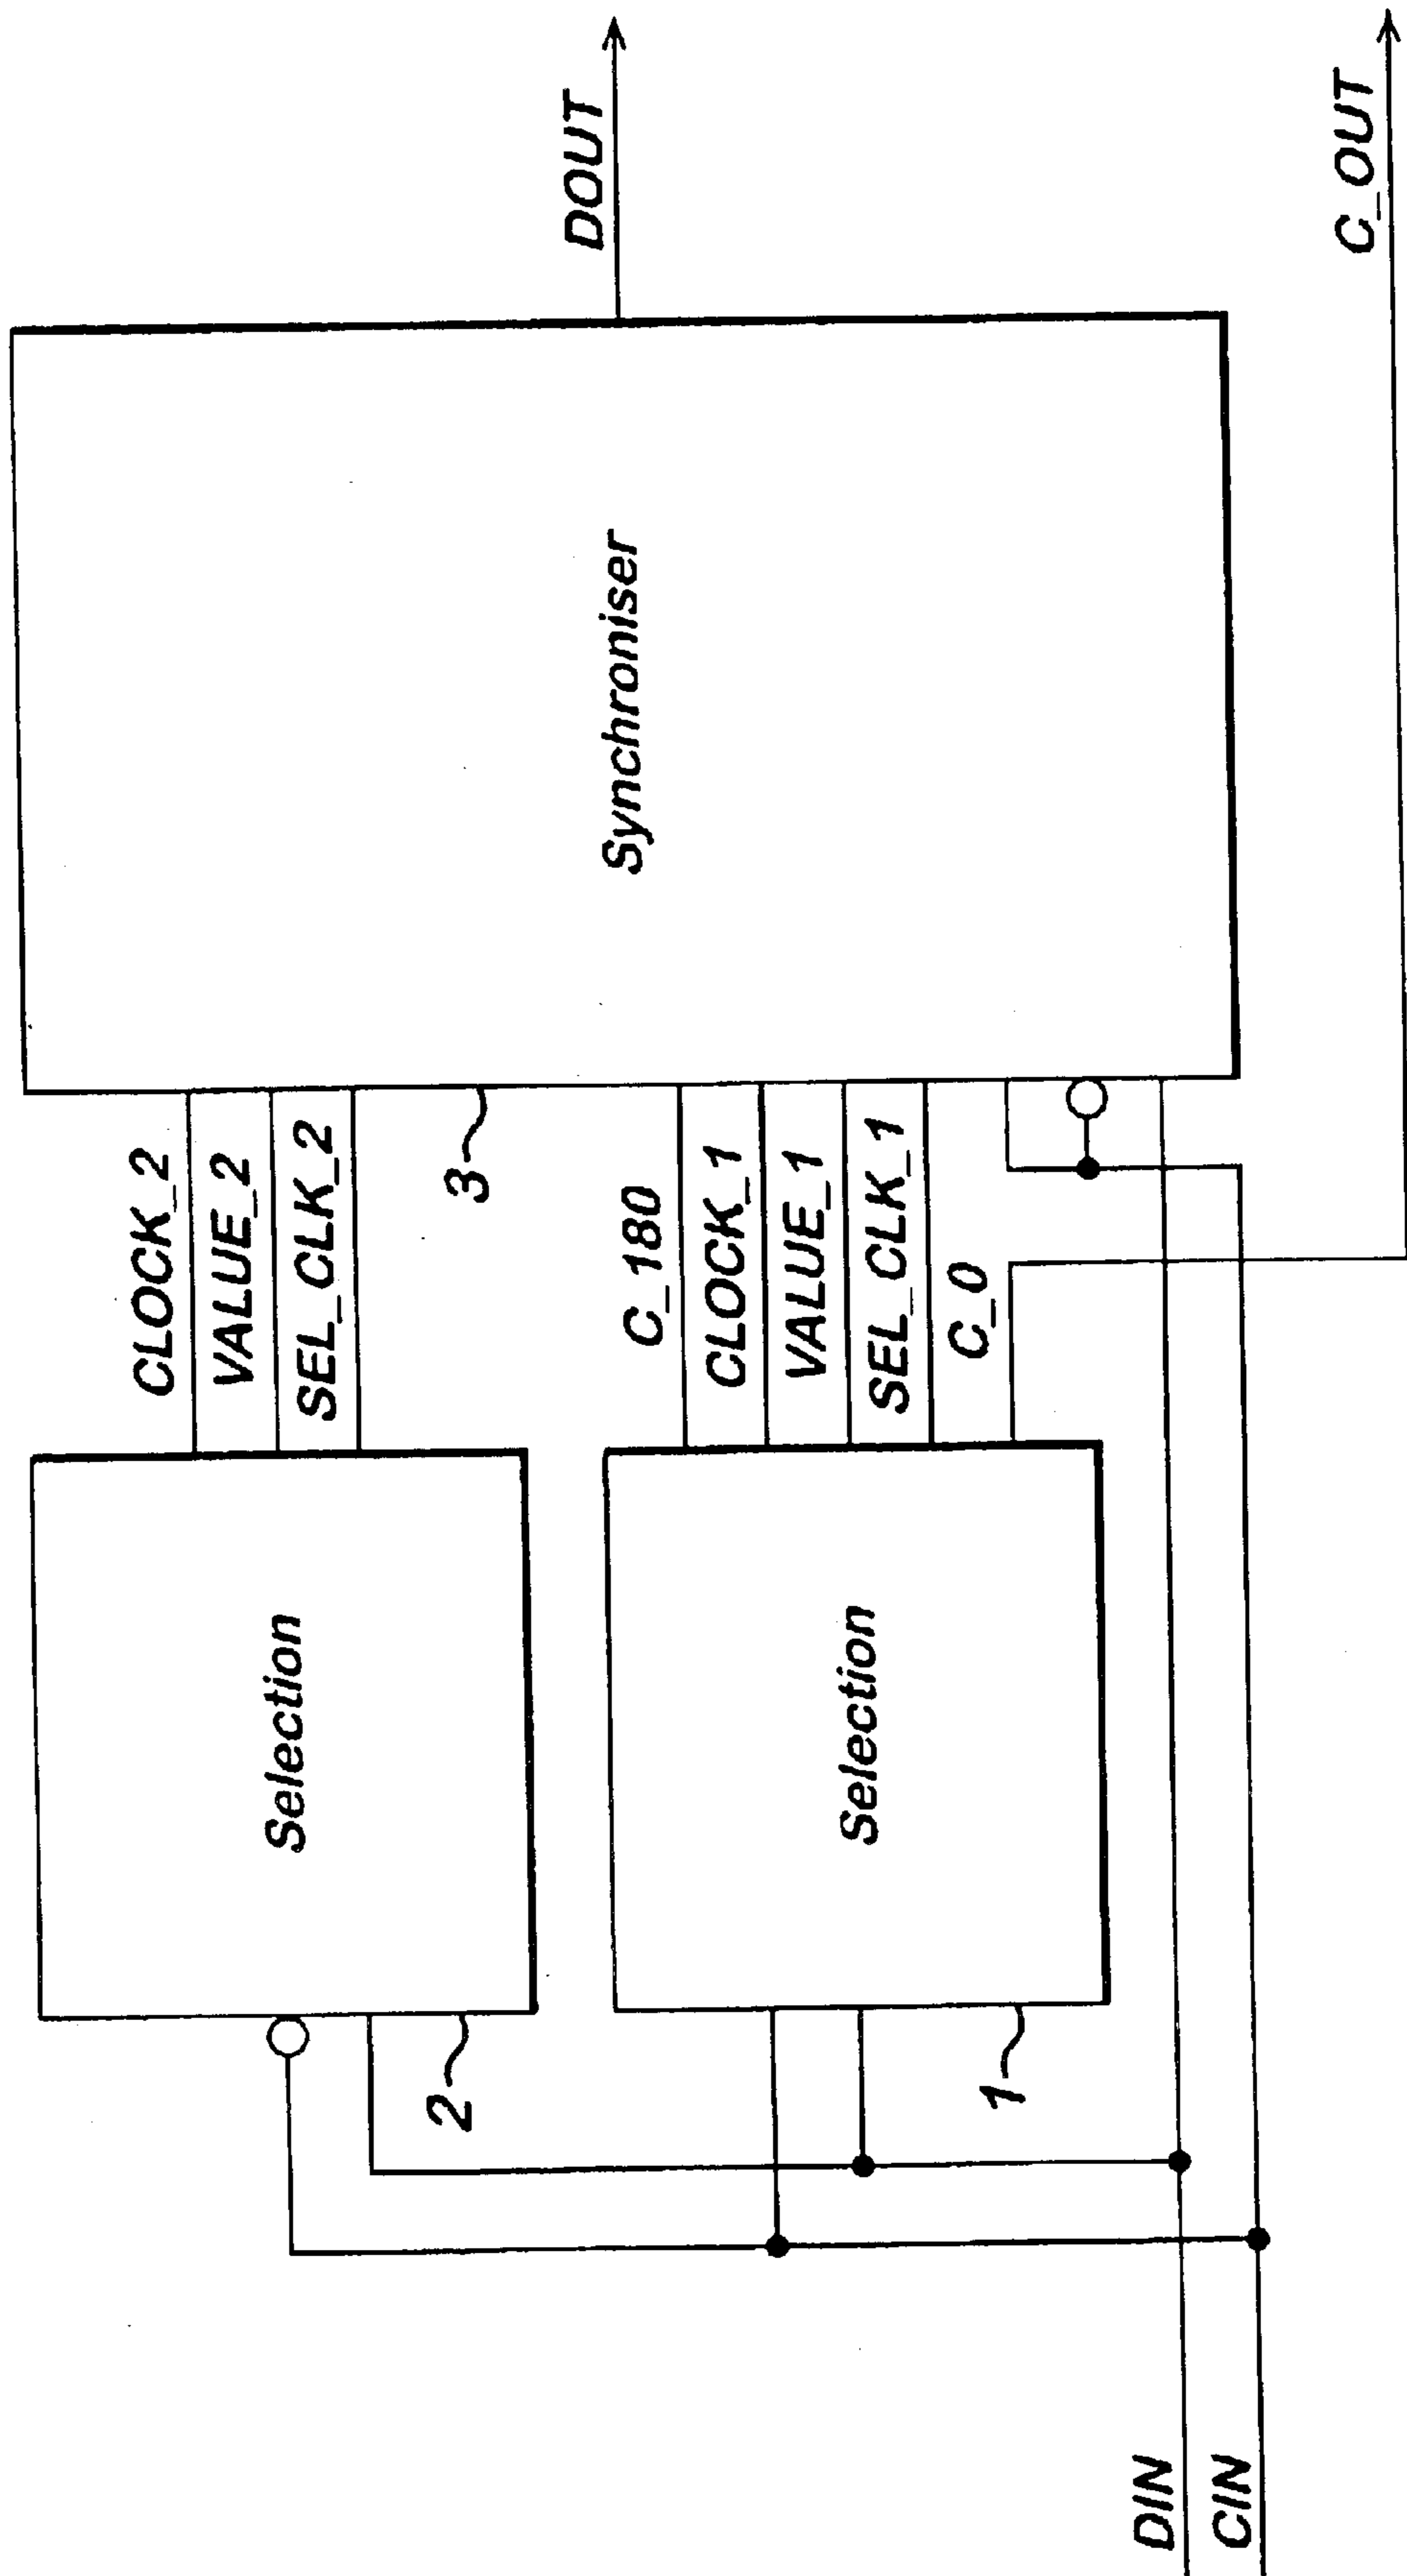 DIN
CIN
2
1
Selection
Selection
CLOCK_2
VALUE_2
SEL_CLK_2
3
C_180
CLOCK_1
VALUE_1
SEL_CLK_1
C_0
Synchroniser
DOUT
C_OUT